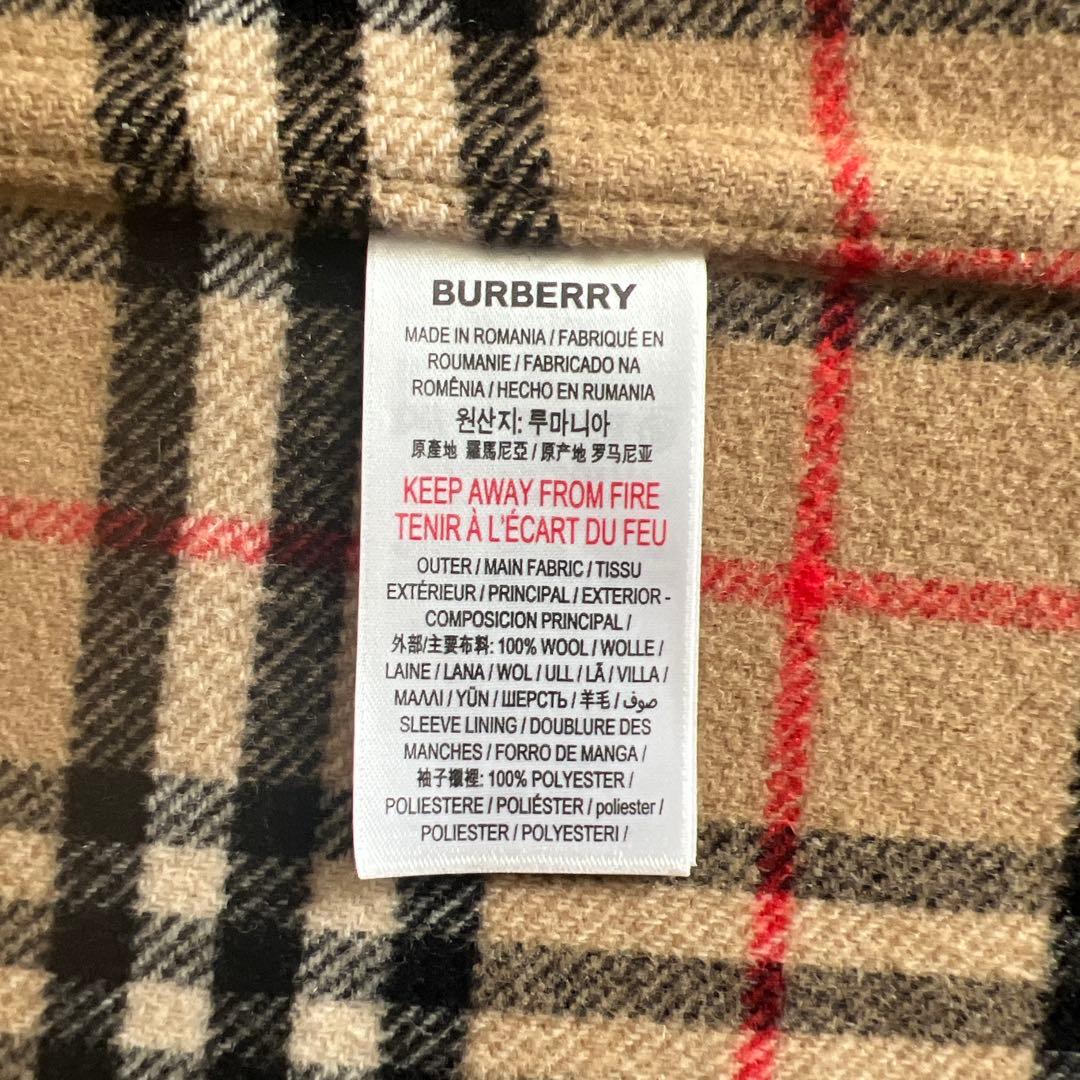 BURBERRY
MADE IN ROMANIA / FABRIQUÉ EN
ROUMANIE / FABRICADO NA
ROMÊNIA / HECHO EN RUMANIA
원산지: 루마니아
原產地 羅馬尼亞 / 原产地 罗马尼亚
KEEP AWAY FROM FIRE
TENIR À L'ÉCART DU FEU
OUTER / MAIN FABRIC / TISSU
EXTÉRIEUR / PRINCIPAL / EXTERIOR -
COMPOSICION PRINCIPAL /
外部/主要布料: 100% WOOL / WOLLE /
LAINE / LANA / WOL / ULL / LÃ / VILLA /
ΜΑΛΛΙ / YÜN / ШЕРСТЬ / 羊毛 / صوف
SLEEVE LINING / DOUBLURE DES
MANCHES / FORRO DE MANGA /
袖子襯裡: 100% POLYESTER /
POLIESTERE / POLIÉSTER / poliester /
POLIESTER / POLYESTERI /